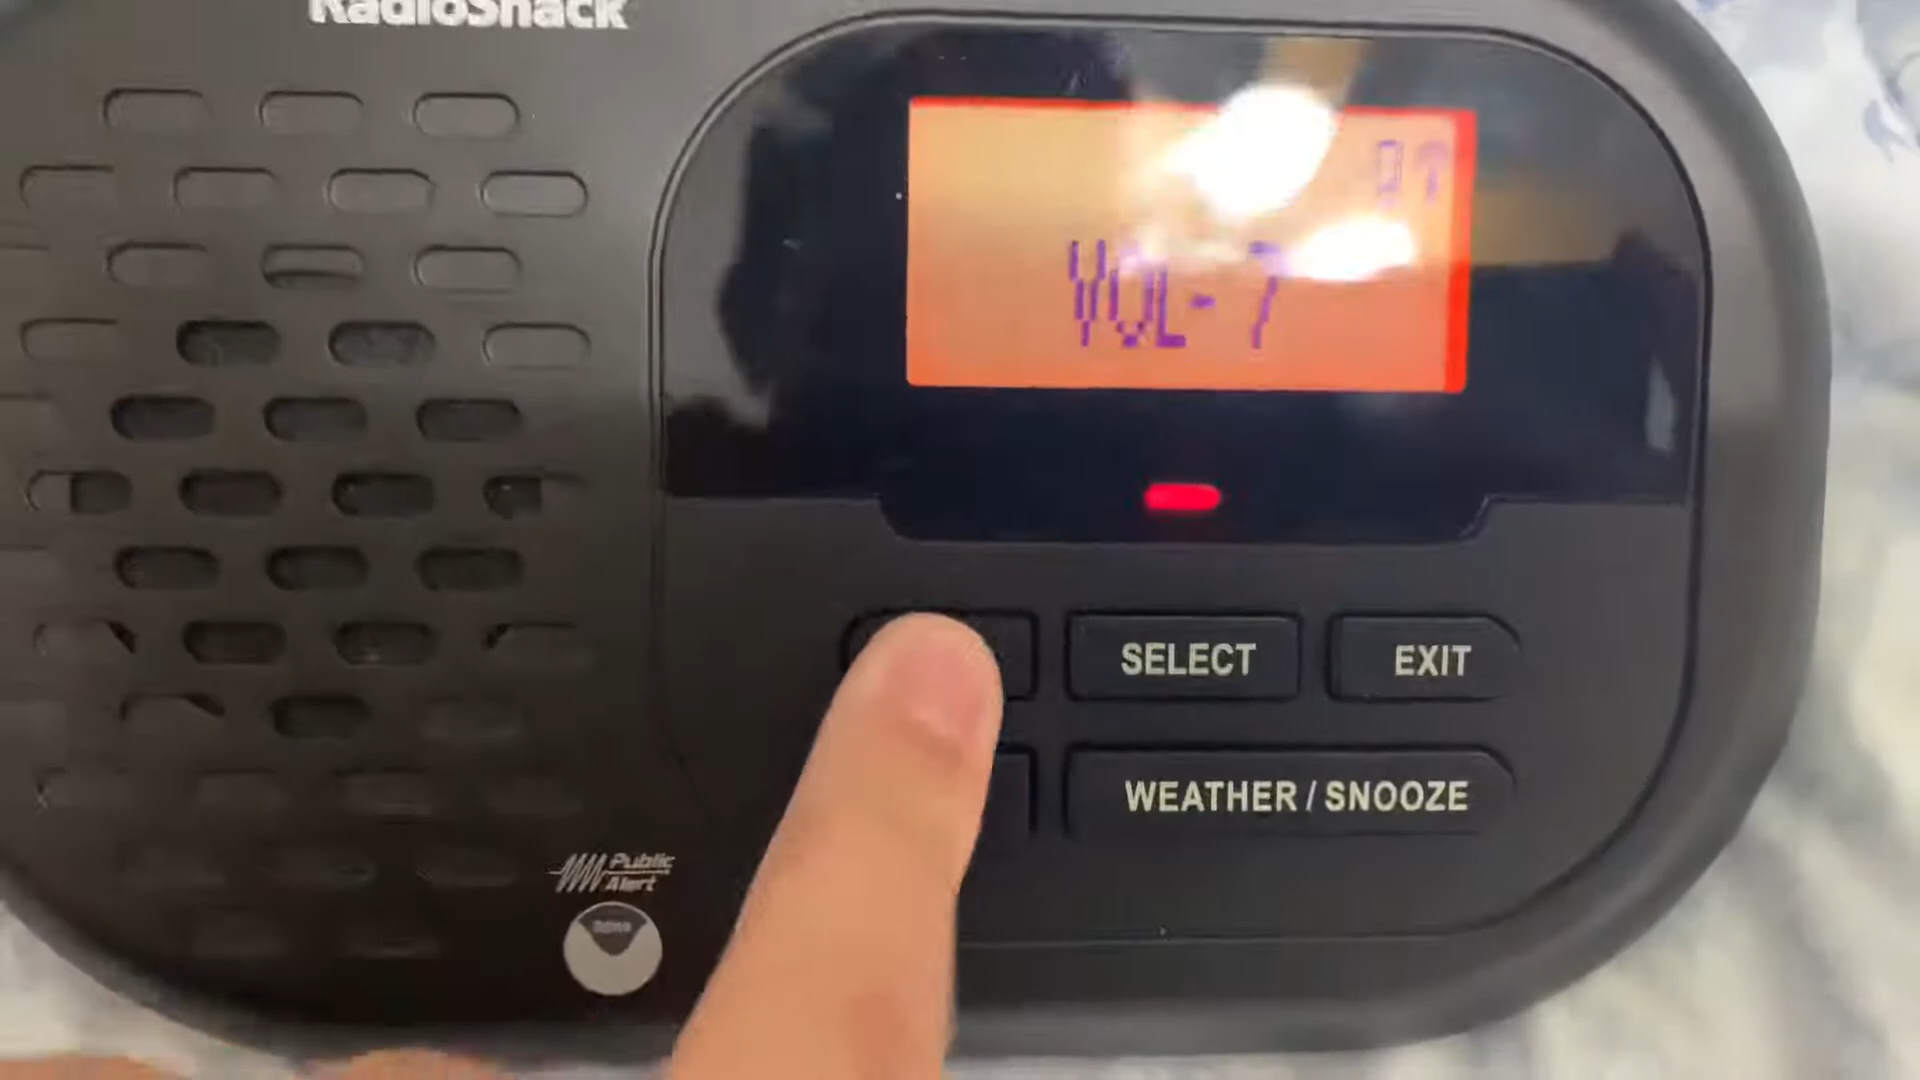 RadioShack
VOL- 7
SELECT
EXIT
WEATHER / SNOOZE
Public
Alert